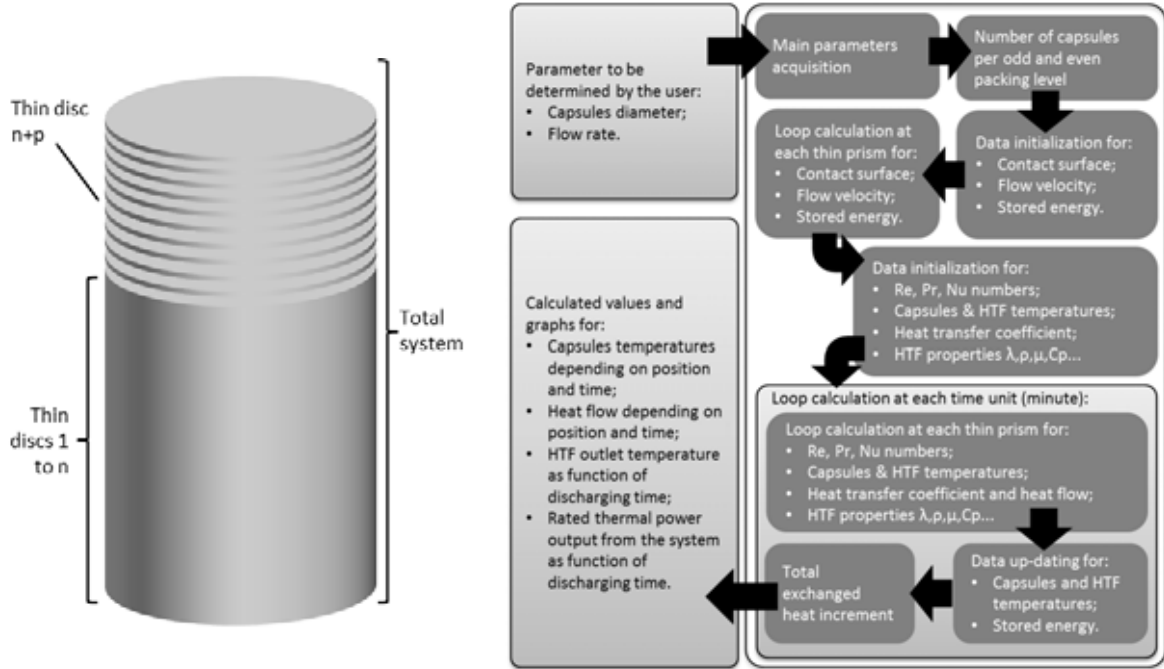 Thin disc
n+p
Total
system
Thin
discs 1
to n
Parameter to be
determined by the user:
• Capsules diameter;
• Flow rate.
Main parameters
acquisition
Number of capsules
per odd and even
packing level
Data initialization for:
• Contact surface;
• Flow velocity;
• Stored energy.
Loop calculation at
each thin prism for:
• Contact surface;
• Flow velocity;
• Stored energy.
Data initialization for:
• Re, Pr, Nu numbers;
• Capsules & HTF temperatures;
• Heat transfer coefficient;
• HTF properties λ,ρ,μ,Cp...
Loop calculation at each time unit (minute):
Loop calculation at each thin prism for:
• Re, Pr, Nu numbers;
• Capsules & HTF temperatures;
• Heat transfer coefficient and heat flow;
• HTF properties λ,ρ,μ,Cp...
Data up-dating for:
• Capsules and HTF
temperatures;
• Stored energy.
Total
exchanged
heat increment
Calculated values and
graphs for:
• Capsules temperatures
depending on position
and time;
• Heat flow depending on
position and time;
• HTF outlet temperature
as function of
discharging time;
• Rated thermal power
output from the system
as function of
discharging time.